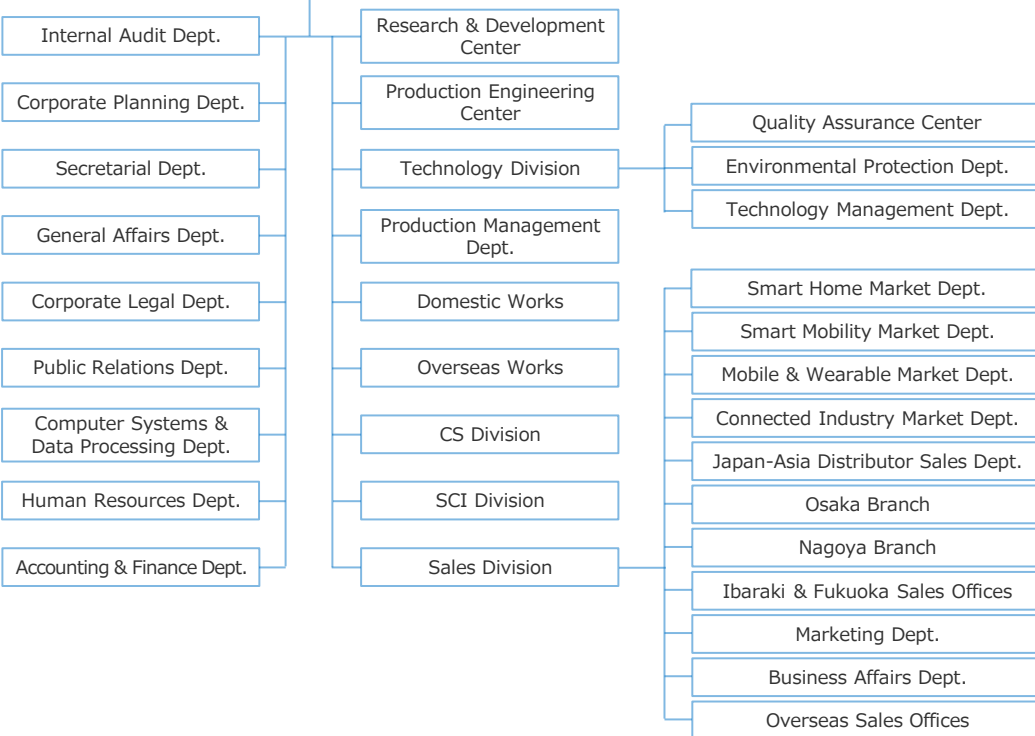 Internal Audit Dept.
Corporate Planning Dept.
Secretarial Dept.
General Affairs Dept.
Corporate Legal Dept.
Public Relations Dept.
Computer Systems &
Data Processing Dept.
Human Resources Dept.
Accounting & Finance Dept.
Research & Development
Center
Production Engineering
Center
Technology Division
Production Management
Dept.
Domestic Works
Overseas Works
CS Division
SCI Division
Sales Division
Quality Assurance Center
Environmental Protection Dept.
Technology Management Dept.
Smart Home Market Dept.
Smart Mobility Market Dept.
Mobile & Wearable Market Dept.
Connected Industry Market Dept.
Japan-Asia Distributor Sales Dept.
Osaka Branch
Nagoya Branch
Ibaraki & Fukuoka Sales Offices
Marketing Dept.
Business Affairs Dept.
Overseas Sales Offices